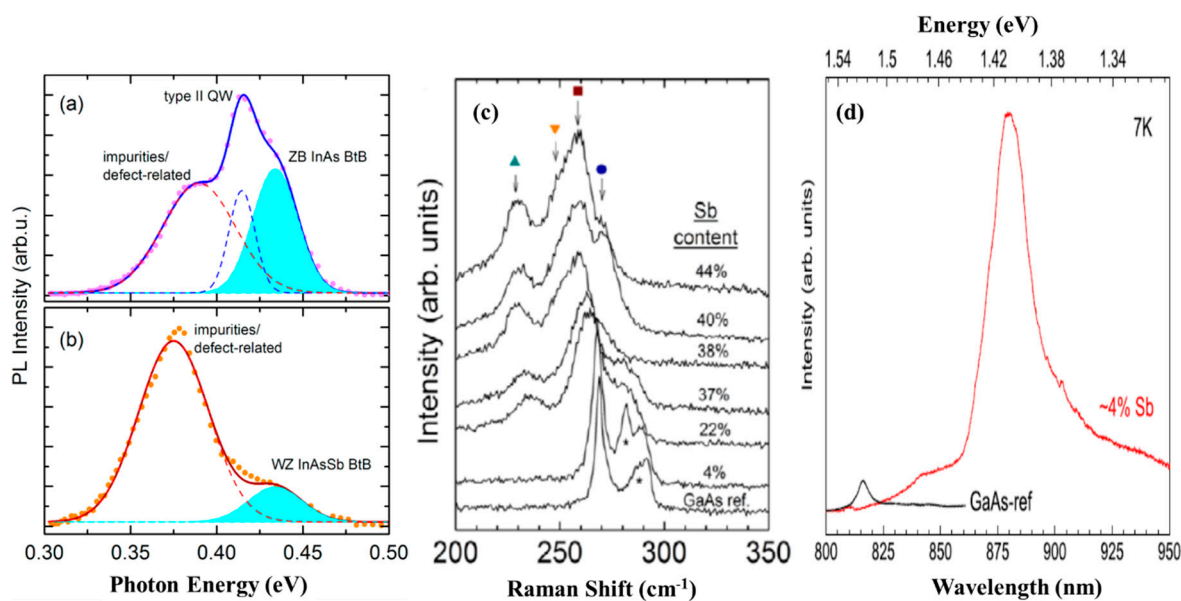 (a)
type II QW
impurities/
defect-related
ZB InAs BtB
(b)
impurities/
defect-related
WZ InAsSb BtB
PL Intensity (arb.u.)
0.30 0.35 0.40 0.45 0.50
Photon Energy (eV)
(c)
Sb
content
44%
40%
38%
37%
22%
4%
GaAs ref.
*
*
Intensity (arb. units)
200 250 300 350
Raman Shift (cm⁻¹)
Energy (eV)
1.54 1.5 1.46 1.42 1.38 1.34
(d)
7K
~4% Sb
GaAs-ref
Intensity (arb. units)
800 825 850 875 900 925 950
Wavelength (nm)